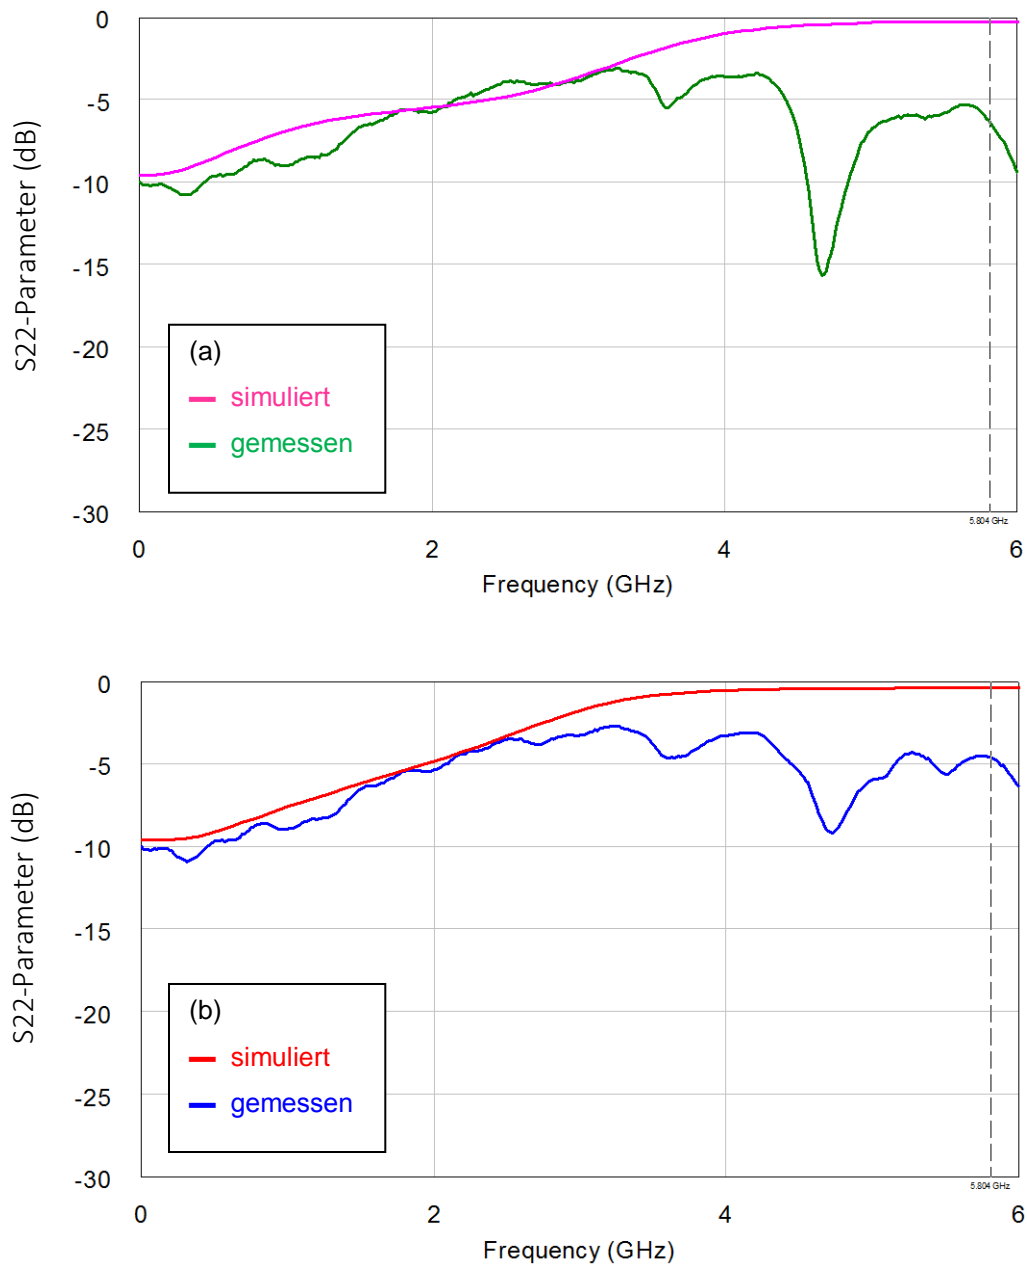 0
-5
-10
-15
-20
-25
-30
S22-Parameter (dB)
(a)
simuliert
gemessen
5.804 GHz
0 2 4 6
Frequency (GHz)
0
-5
-10
-15
-20
-25
-30
S22-Parameter (dB)
(b)
simuliert
gemessen
5.804 GHz
0 2 4 6
Frequency (GHz)